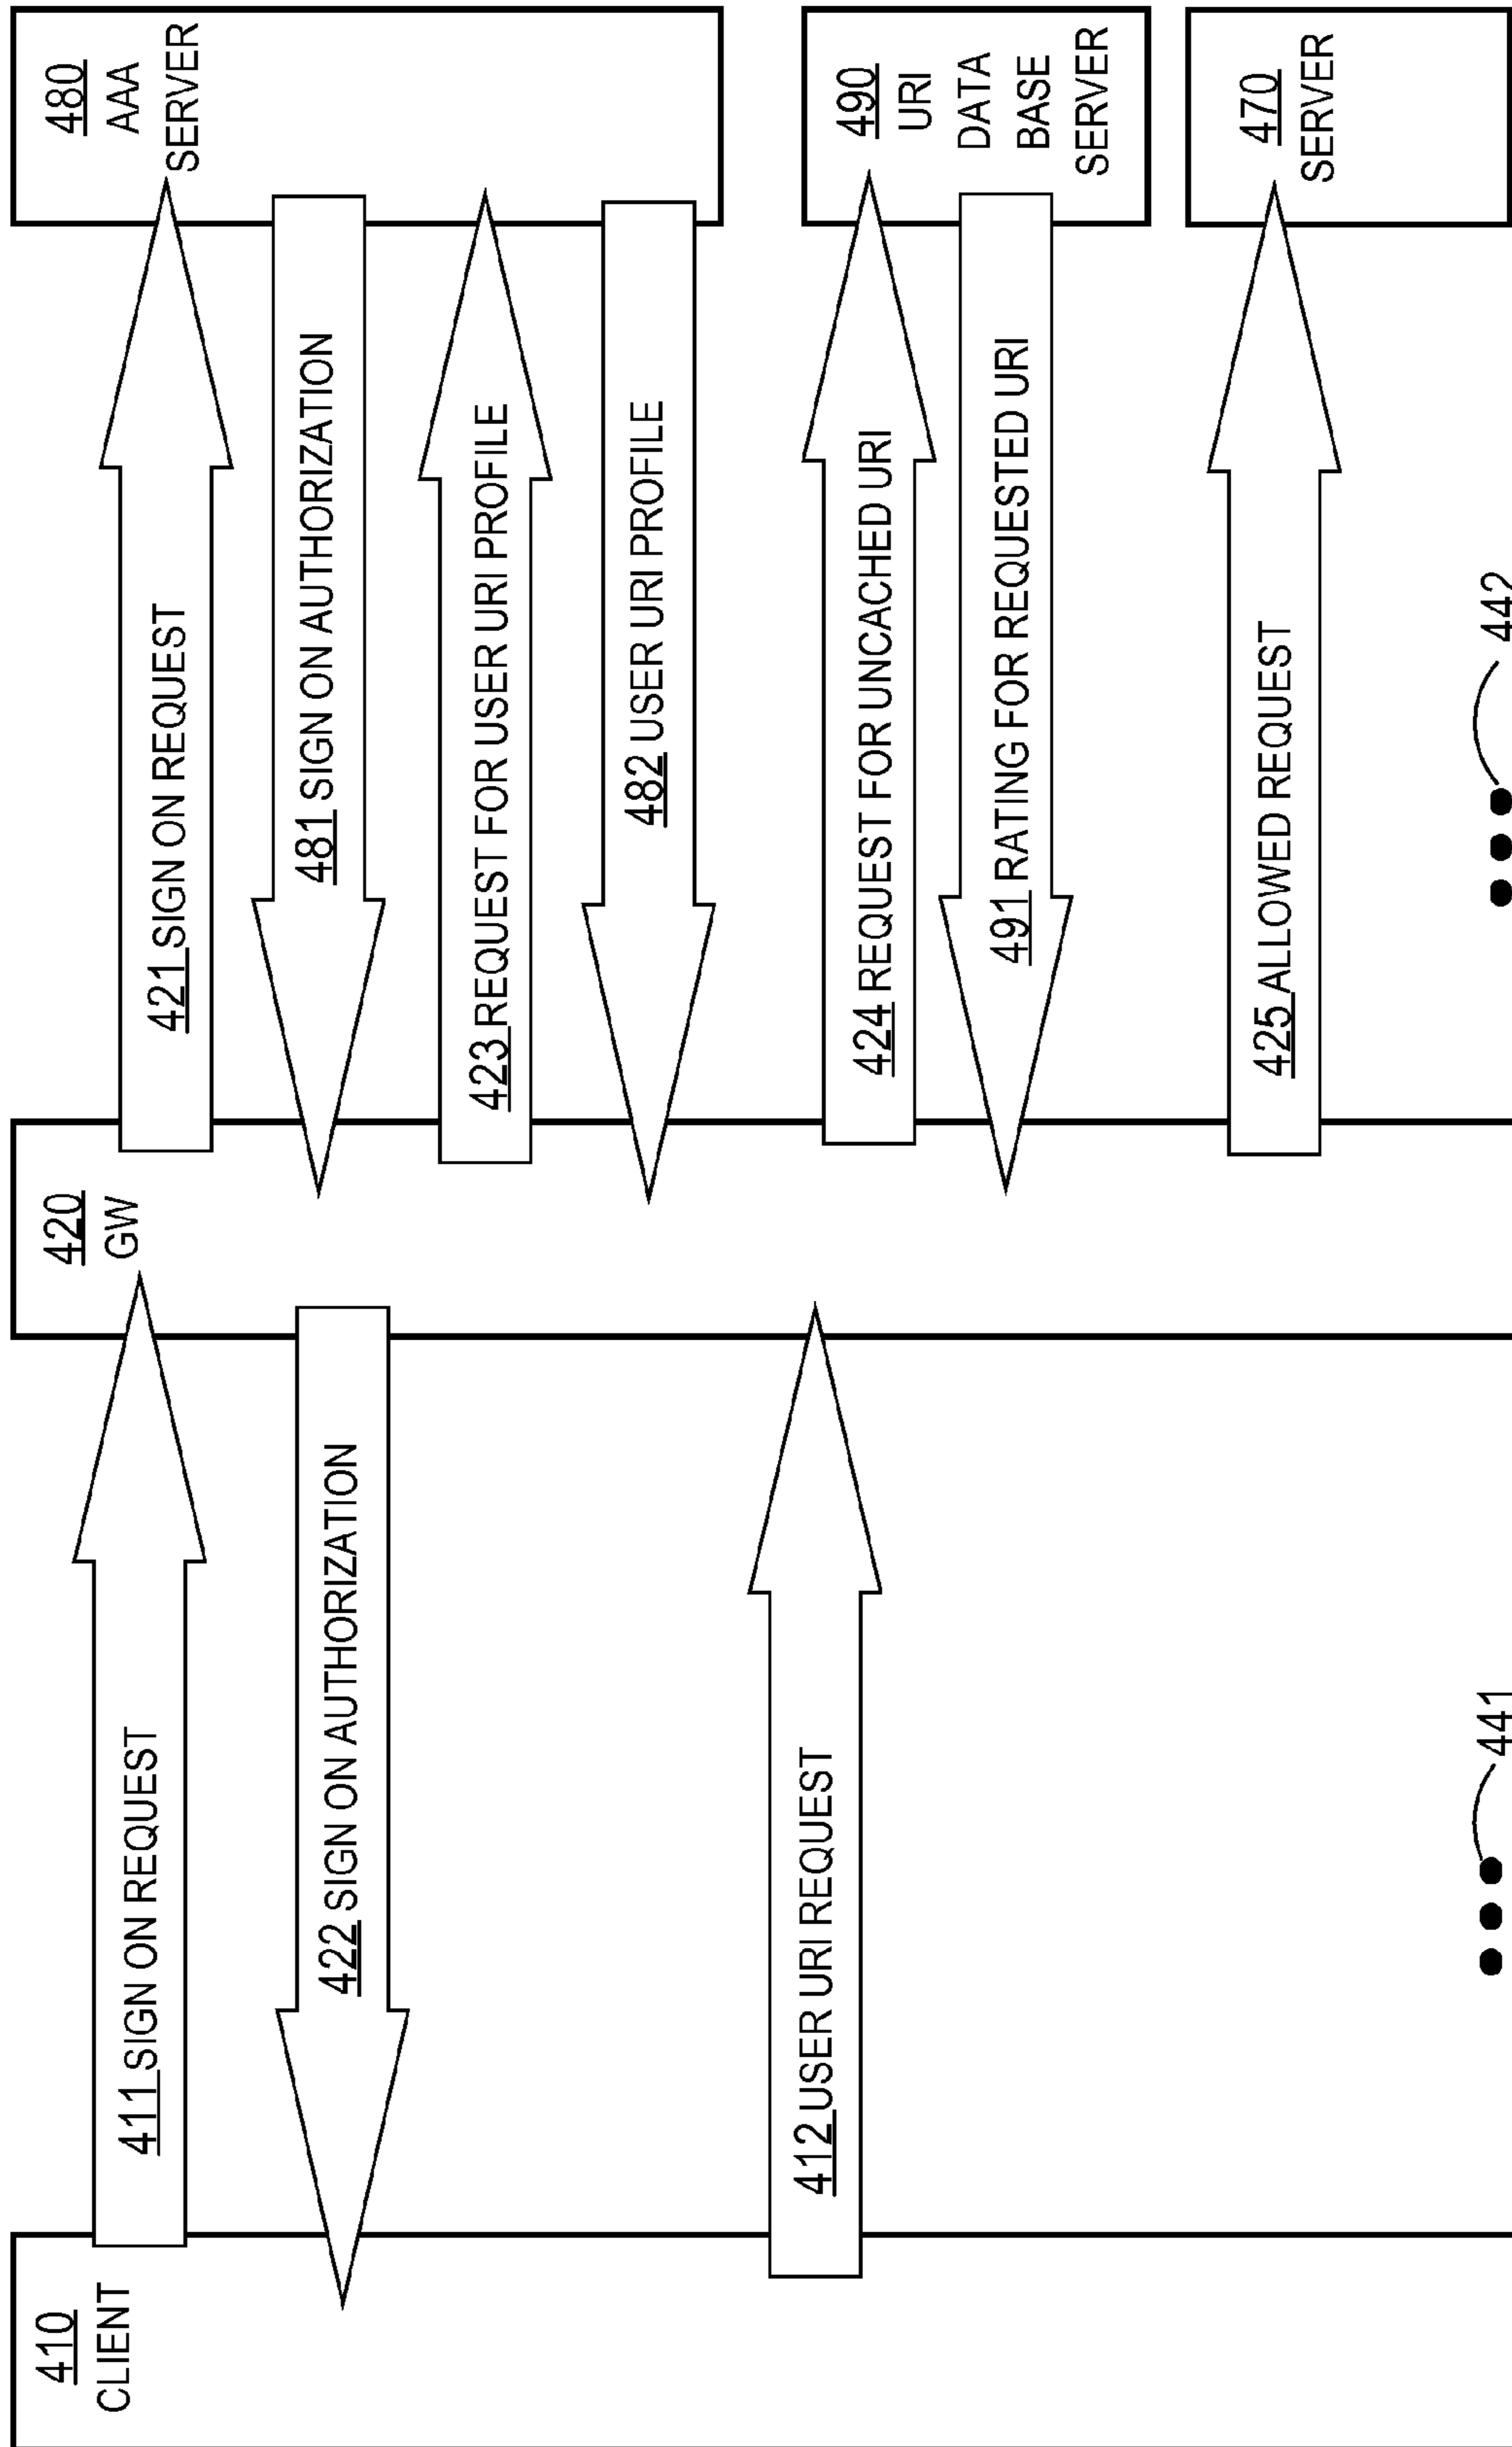 410
CLIENT
420
GW
480
AAA
SERVER
411 SIGN ON REQUEST
421 SIGN ON REQUEST
481 SIGN ON AUTHORIZATION
422 SIGN ON AUTHORIZATION
423 REQUEST FOR USER URI PROFILE
482 USER URI PROFILE
490
URI
DATA
BASE
SERVER
412 USER URI REQUEST
424 REQUEST FOR UNCACHED URI
491 RATING FOR REQUESTED URI
470
SERVER
425 ALLOWED REQUEST
441
442